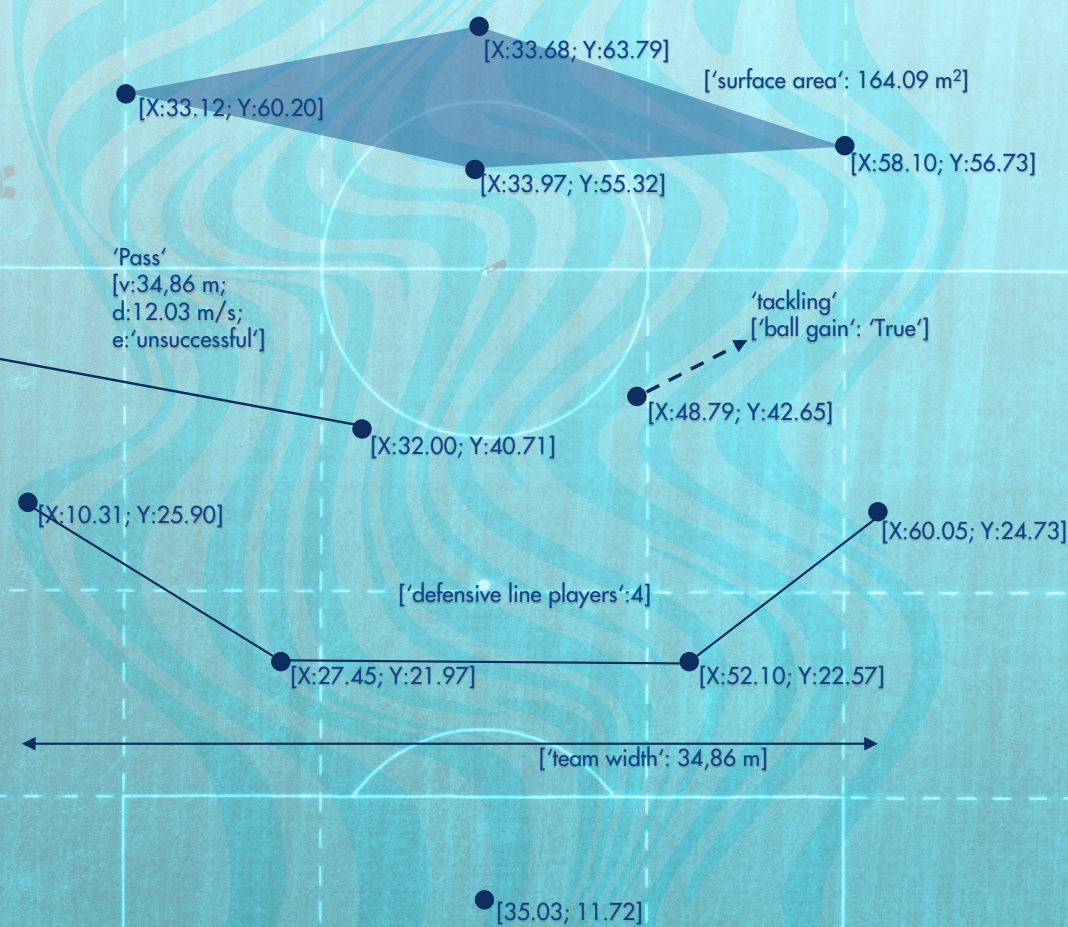 [X:33.68; Y:63.79]
['surface area': 164.09 m²]
[X:33.12; Y:60.20]
[X:58.10; Y:56.73]
[X:33.97; Y:55.32]
'Pass'
[v:34,86 m;
d:12.03 m/s;
e:'unsuccessful']
'tackling'
['ball gain': 'True']
[X:48.79; Y:42.65]
[X:32.00; Y:40.71]
[X:10.31; Y:25.90]
[X:60.05; Y:24.73]
['defensive line players':4]
[X:27.45; Y:21.97]
[X:52.10; Y:22.57]
['team width': 34,86 m]
[35.03; 11.72]